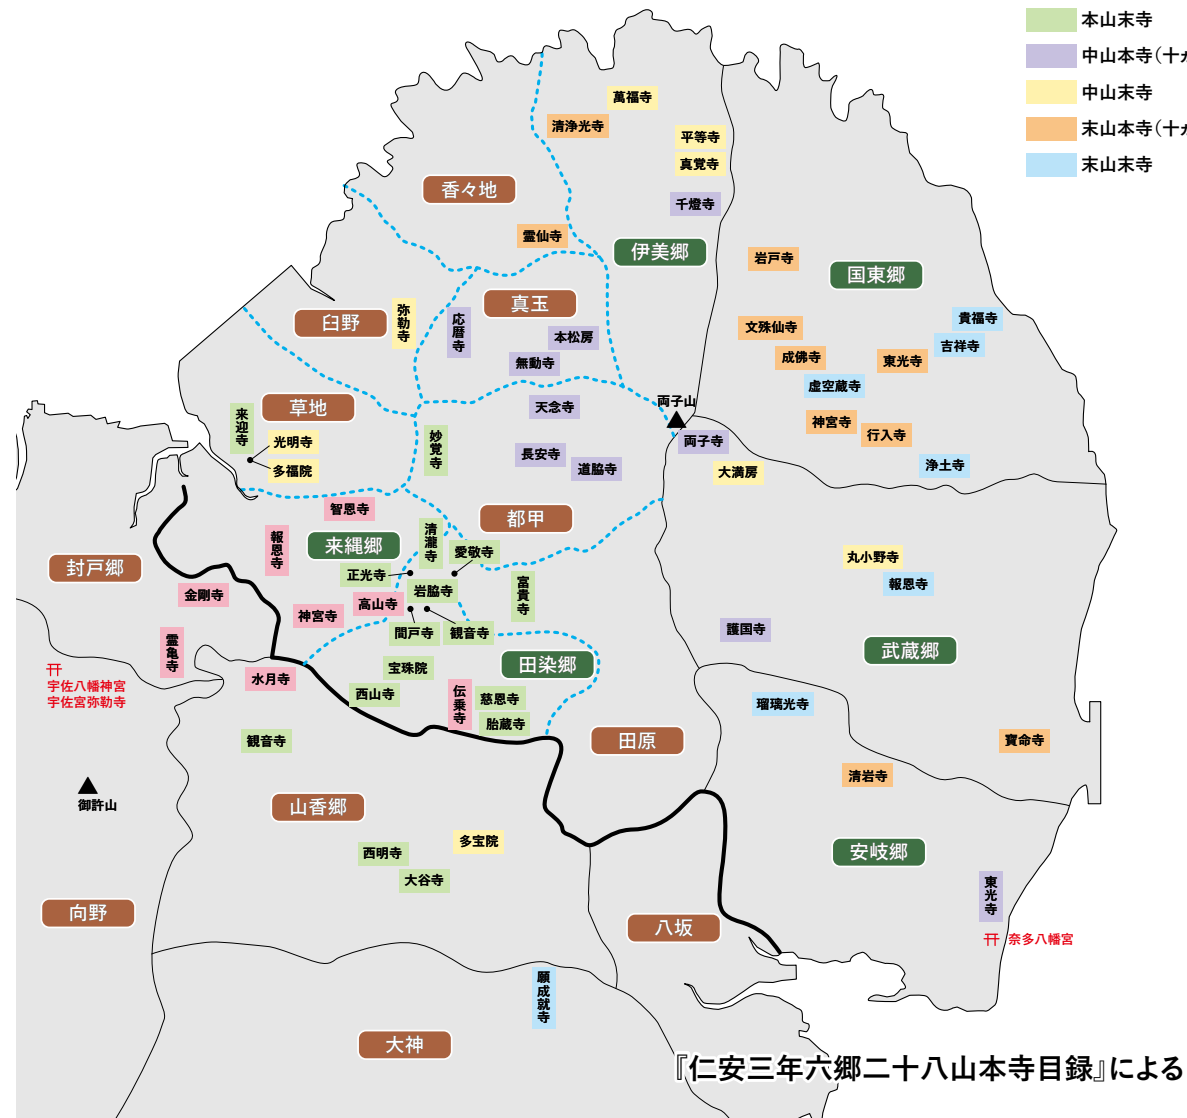 本山末寺
中山本寺(十
中山末寺
末山本寺(十
末山末寺
萬福寺
清浄光寺
平等寺
真覚寺
千燈寺
香々地
霊仙寺
伊美郷
岩戸寺
国東郷
真玉
臼野
弥勒寺
応暦寺
本松房
無動寺
文殊仙寺
貴福寺
吉祥寺
成佛寺
東光寺
虚空蔵寺
両子山
天念寺
草地
来迎寺
光明寺
多福院
妙覚寺
神宮寺
行入寺
両子寺
長安寺
道脇寺
大満房
浄土寺
智恩寺
都甲
報恩寺
来縄郷
清瀧寺
愛敬寺
正光寺
岩脇寺
富貴寺
封戸郷
金剛寺
高山寺
神宮寺
間戸寺
観音寺
丸小野寺
報恩寺
護国寺
武蔵郷
霊亀寺
宇佐八幡神宮
宇佐宮弥勒寺
水月寺
宝珠院
田染郷
西山寺
伝乗寺
慈恩寺
胎蔵寺
瑠璃光寺
観音寺
田原
寶命寺
清岩寺
御許山
山香郷
多宝院
西明寺
大谷寺
安岐郷
東光寺
向野
八坂
奈多八幡宮
願成就寺
大神
『仁安三年六郷二十八山本寺目録』による